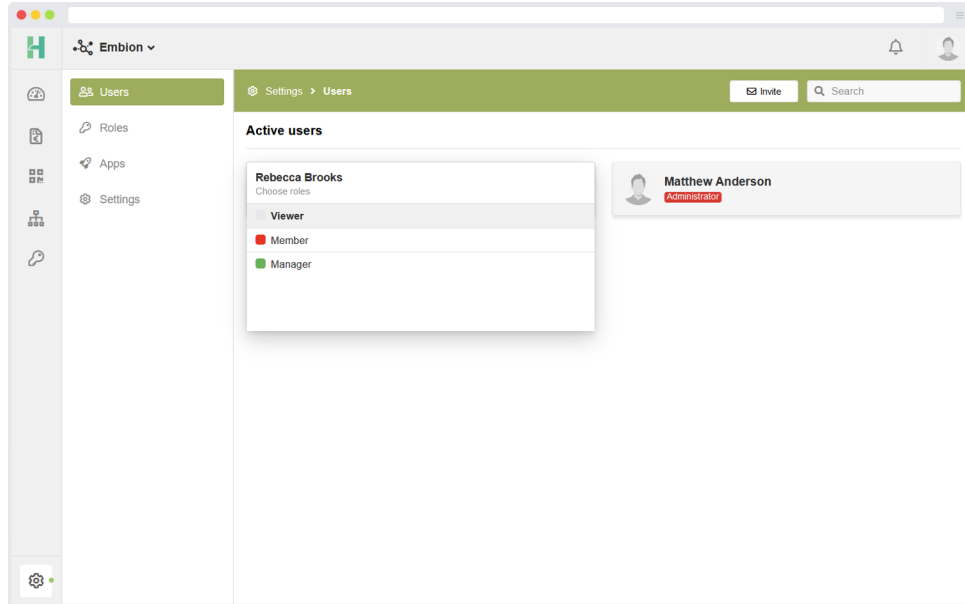 Embion
Users
Roles
Apps
Settings
Settings > Users
Invite
Search
Active users
Rebecca Brooks
Choose roles
Viewer
Member
Manager
Matthew Anderson
Administrator